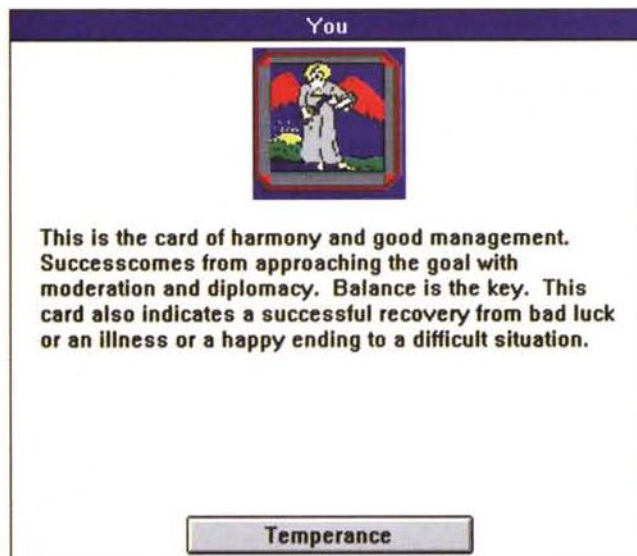 You
This is the card of harmony and good management.
Successcomes from approaching the goal with
moderation and diplomacy.  Balance is the key.  This
card also indicates a successful recovery from bad luck
or an illness or a happy ending to a difficult situation.
Temperance